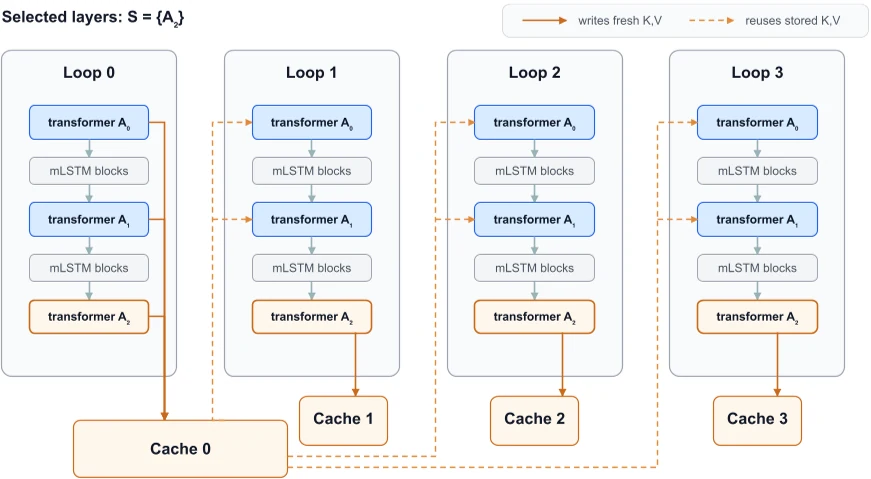 Selected layers: S = {A₂}
writes fresh K,V
reuses stored K,V
Loop 0
transformer A₀
mLSTM blocks
transformer A₁
mLSTM blocks
transformer A₂
Loop 1
transformer A₀
mLSTM blocks
transformer A₁
mLSTM blocks
transformer A₂
Loop 2
transformer A₀
mLSTM blocks
transformer A₁
mLSTM blocks
transformer A₂
Loop 3
transformer A₀
mLSTM blocks
transformer A₁
mLSTM blocks
transformer A₂
Cache 0
Cache 1
Cache 2
Cache 3